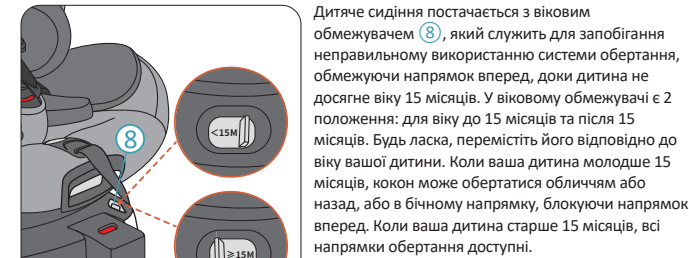 Дитяче сидіння постачається з віковим
обмежувачем 8, який служить для запобігання
неправильному використанню системи обертання,
обмежуючи напрямок вперед, доки дитина не
досягне віку 15 місяців. У віковому обмежувачі є 2
положення: для віку до 15 місяців та після 15
місяців. Будь ласка, перемістіть його відповідно до
віку вашої дитини. Коли ваша дитина молодше 15
місяців, кокон може обертатися обличчям або
назад, або в бічному напрямку, блокуючи напрямок
вперед. Коли ваша дитина старше 15 місяців, всі
напрямки обертання доступні.
8
<15M
≥15M